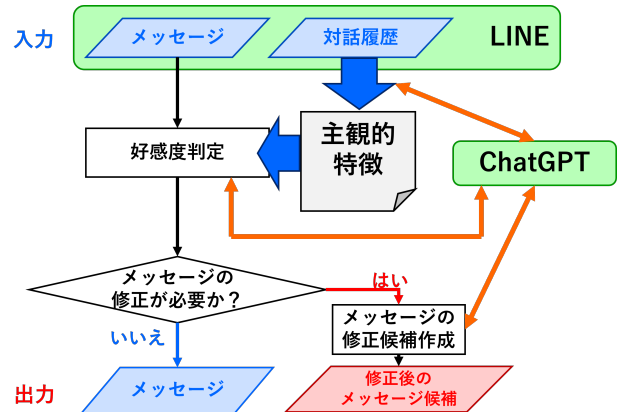 入力
メッセージ
対話履歴
LINE
主観的
特徴
好感度判定
ChatGPT
メッセージの
修正が必要か？
はい
いいえ
メッセージの
修正候補作成
出力
メッセージ
修正後の
メッセージ候補